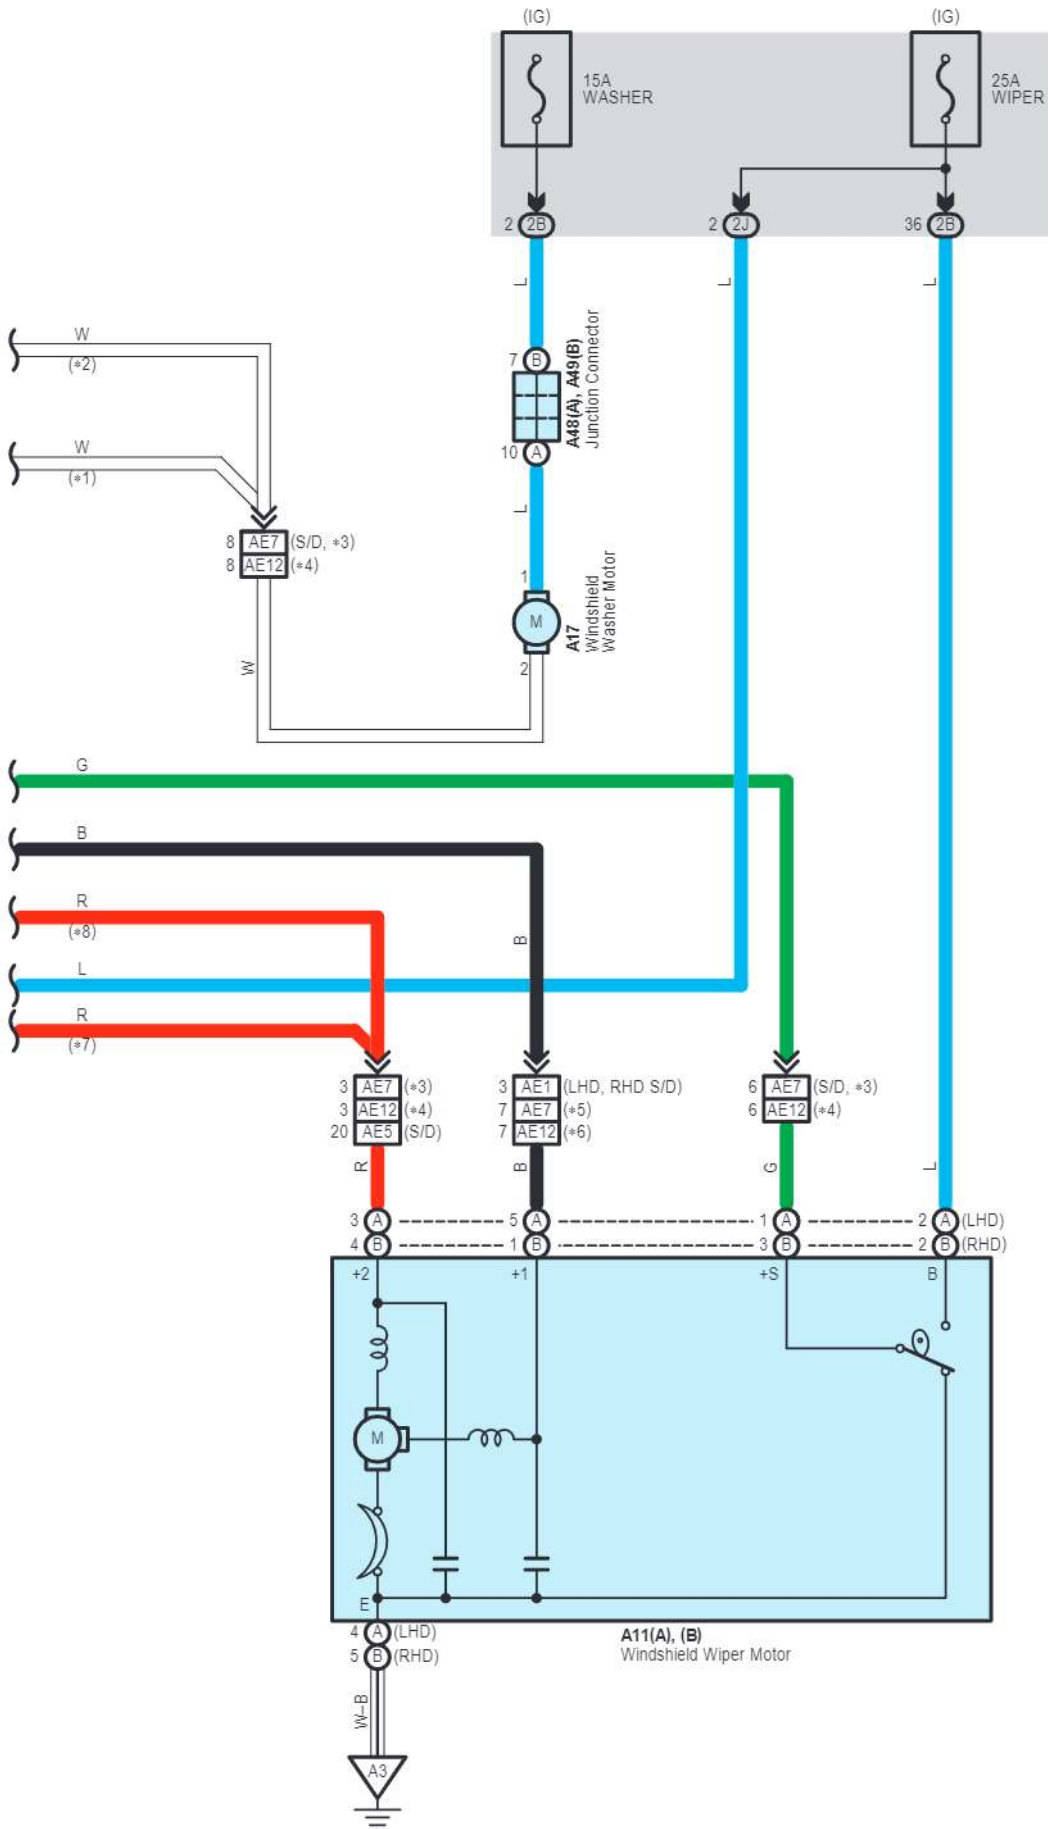 (IG)
(IG)
15A
WASHER
25A
WIPER
2 2B
2 2J
36 2B
L
L
L
W
(*2)
7 B
A48(A), A49(B)
Junction Connector
W
(*1)
10 A
L
8 AE7 (S/D, *3)
8 AE12 (*4)
1
M
A17
Windshield
Washer Motor
2
W
G
B
R
(*8)
B
L
R
(*7)
3 AE7 (*3)
3 AE12 (*4)
20 AE5 (S/D)
3 AE1 (LHD, RHD S/D)
7 AE7 (*5)
7 AE12 (*6)
6 AE7 (S/D, *3)
6 AE12 (*4)
R
B
G
L
3 A 5 A 1 A 2 A (LHD)
4 B 1 B 3 B 2 B (RHD)
+2
+1
+S
B
M
E
4 A (LHD)
5 B (RHD)
A11(A), (B)
Windshield Wiper Motor
W-B
A3